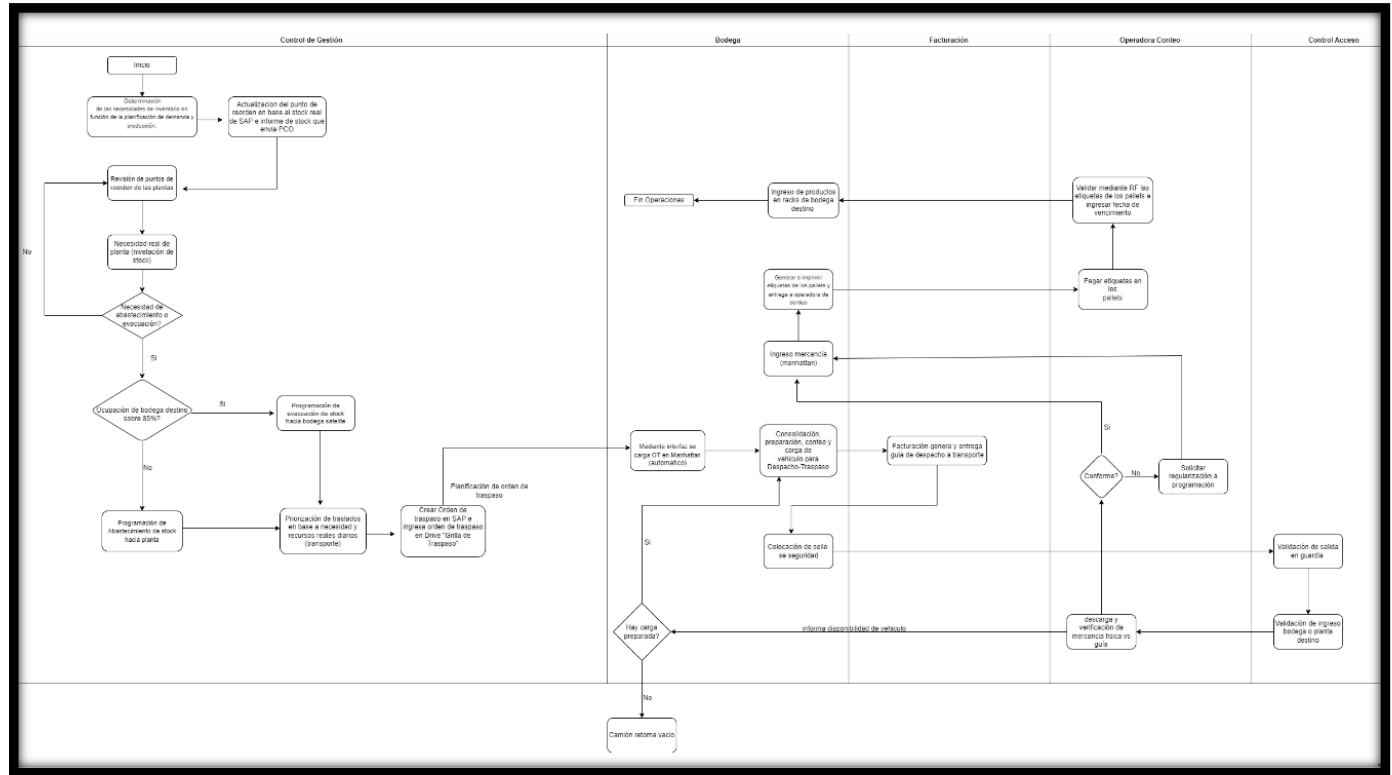 Control de Gestión
Bodega
Facturación
Operadora Conteo
Control Acceso
Inicio
Determinación
de las necesidades de inventario en
función de la planificación de demanda y
producción.
Actualizacion del punto de
reorden en base al stock real
de SAP e informe de stock que
envia PCO
Revisión de puntos de
reorden de las plantas
Necesidad real de
planta (nivelación de
stock)
No
Necesidad de
abastecimiento o
evacuación?
Si
Ocupación de bodega destino
sobre 85%?
Si
Programación de
evacuación de stock
hacia bodega satelite
No
Programación de
Abastecimiento de stock
hacia planta
Priorización de traslados
en base a necesidad y
recursos reales diarios
(transporte)
Planificación de orden de
traspaso
Crear Orden de
traspaso en SAP e
ingresa orden de traspaso
en Drive "Grilla de
Traspaso"
Mediante interfaz se
carga OT en Manhattan
(automatico)
Consolidación,
preparación, conteo y
carga de
vehículo para
Despacho-Traspaso
Facturación genera y entrega
guía de despacho a transporte
Colocación de sello
se seguridad
Validación de salida
en guardia
Validación de ingreso
bodega o planta
destino
descarga y
verificación de
mercancia física vs
guía
informa disponibilidad de vehículo
Hay carga
preparada?
Si
No
Camión retorna vacio
Conforme?
No
Si
Solicitar
regularización a
programación
Ingreso mercancía
(manhattan)
Generar e imprimir
etiquetas de los pallets y
entrega a operadora de
conteo
Pegar etiquetas en
los
pallets
Validar mediante RF las
etiquetas de los pallets e
ingresar fecha de
vencimiento
Ingreso de productos
en racks de bodega
destino
Fin Operaciones